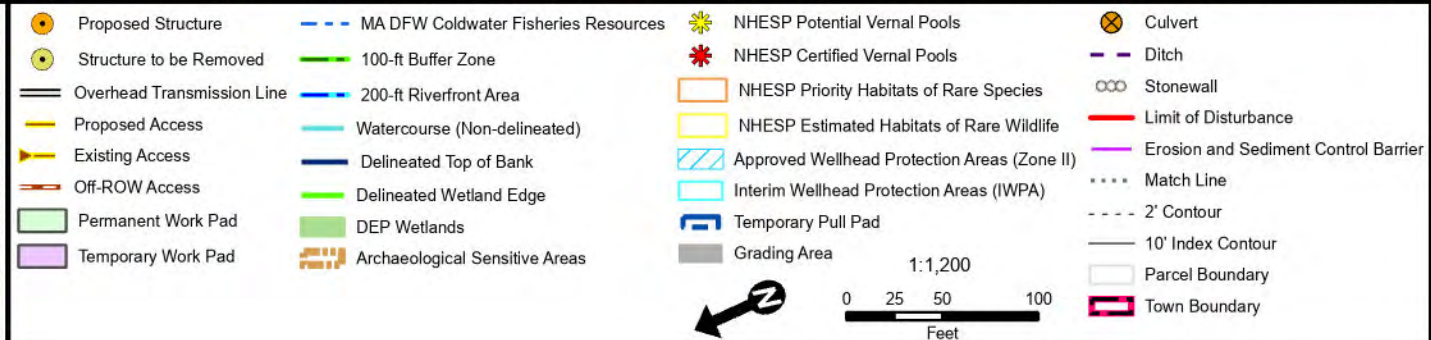 Proposed Structure
Structure to be Removed
Overhead Transmission Line
Proposed Access
Existing Access
Off-ROW Access
Permanent Work Pad
Temporary Work Pad
MA DFW Coldwater Fisheries Resources
100-ft Buffer Zone
200-ft Riverfront Area
Watercourse (Non-delineated)
Delineated Top of Bank
Delineated Wetland Edge
DEP Wetlands
Archaeological Sensitive Areas
NHESP Potential Vernal Pools
NHESP Certified Vernal Pools
NHESP Priority Habitats of Rare Species
NHESP Estimated Habitats of Rare Wildlife
Approved Wellhead Protection Areas (Zone II)
Interim Wellhead Protection Areas (IWPA)
Temporary Pull Pad
Grading Area
N
1:1,200
0 25 50 100
Feet
Culvert
Ditch
Stonewall
Limit of Disturbance
Erosion and Sediment Control Barrier
Match Line
2' Contour
10' Index Contour
Parcel Boundary
Town Boundary